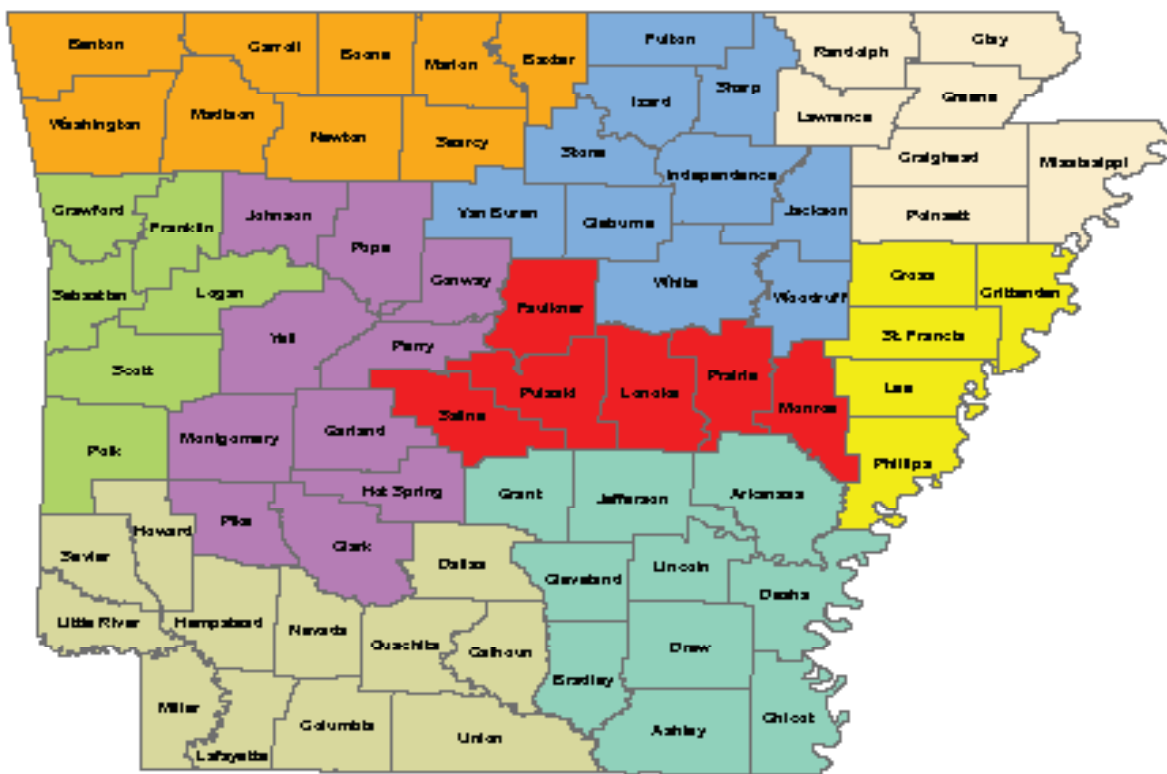 Benton
Carroll
Boone
Marion
Baxter
Fulton
Randolph
Clay
Washington
Madison
Newton
Searcy
Izard
Sharp
Lawrence
Greene
Stone
Independence
Jackson
Craighead
Mississippi
Crawford
Franklin
Johnson
Pope
Van Buren
Cleburne
Poinsett
Sebastian
Logan
Conway
Faulkner
White
Woodruff
Cross
Crittenden
Scott
Yell
Perry
Pulaski
Lonoke
Prairie
St. Francis
Lee
Saline
Monroe
Polk
Montgomery
Garland
Hot Spring
Grant
Jefferson
Arkansas
Phillips
Howard
Pike
Clark
Sevier
Dallas
Cleveland
Lincoln
Desha
Little River
Hempstead
Nevada
Ouachita
Calhoun
Bradley
Drew
Miller
Lafayette
Columbia
Union
Ashley
Chicot